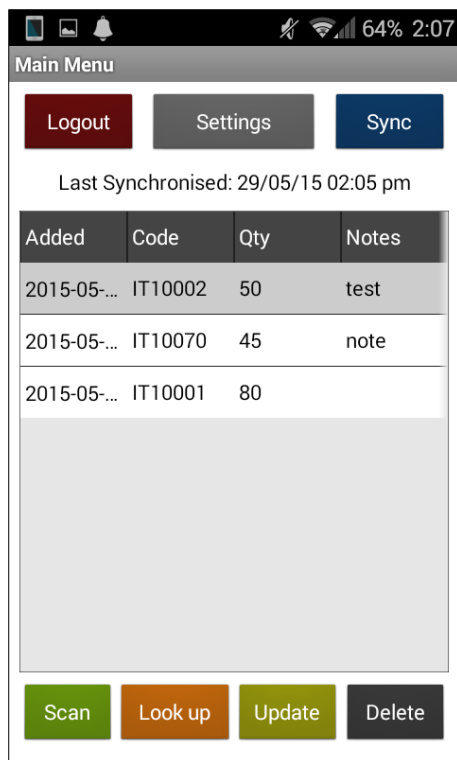 64% 2:07
Main Menu
Logout Settings Sync
Last Synchronised: 29/05/15 02:05 pm
Added Code Qty Notes
2015-05-... IT10002 50 test
2015-05-... IT10070 45 note
2015-05-... IT10001 80
Scan Look up Update Delete